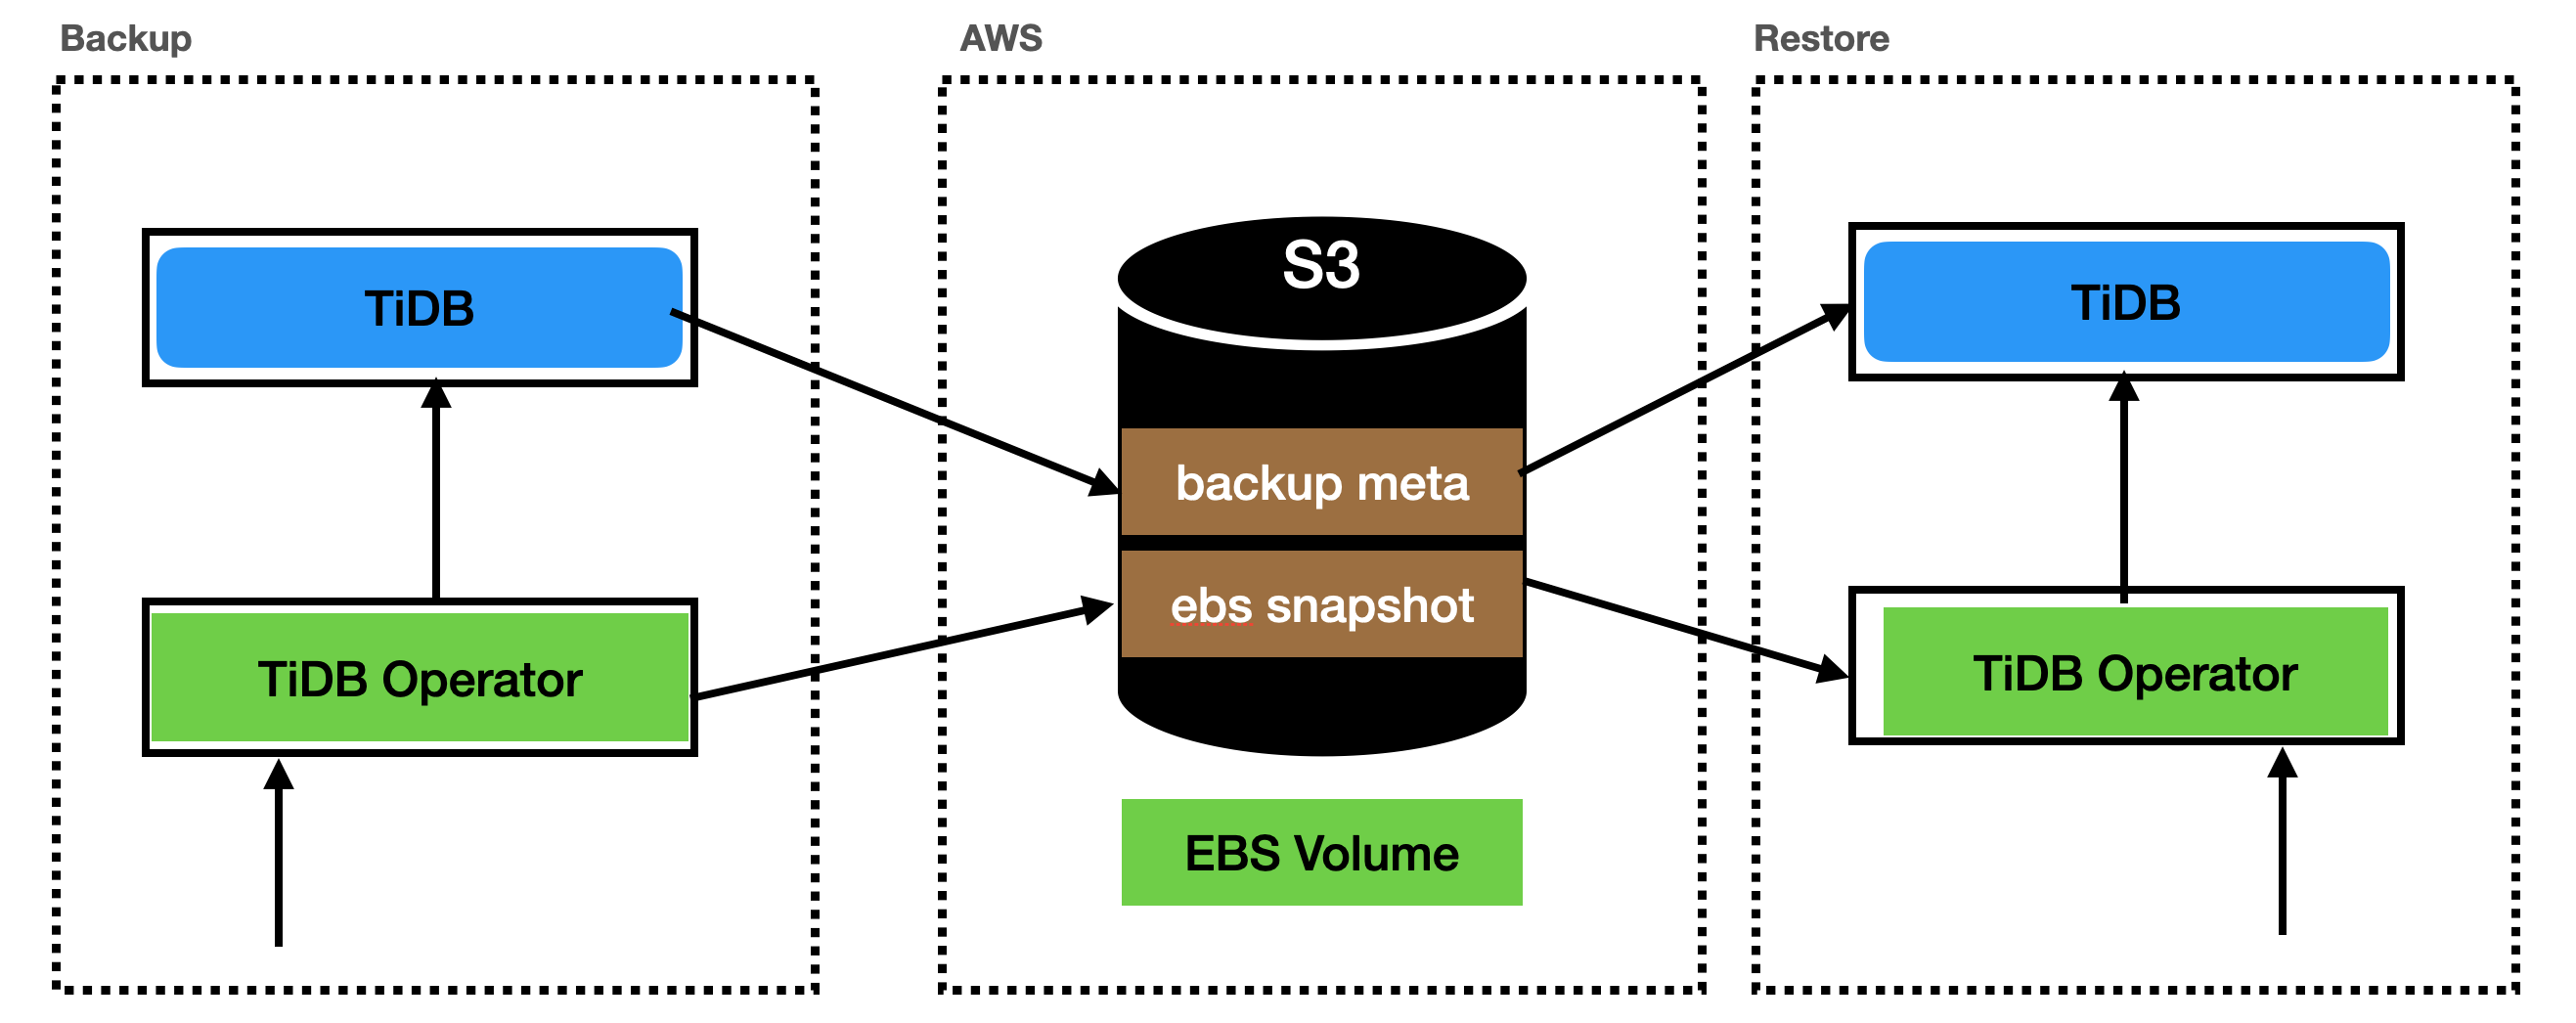 Backup
AWS
Restore
TiDB
S3
TiDB
backup meta
ebs snapshot
TiDB Operator
TiDB Operator
EBS Volume